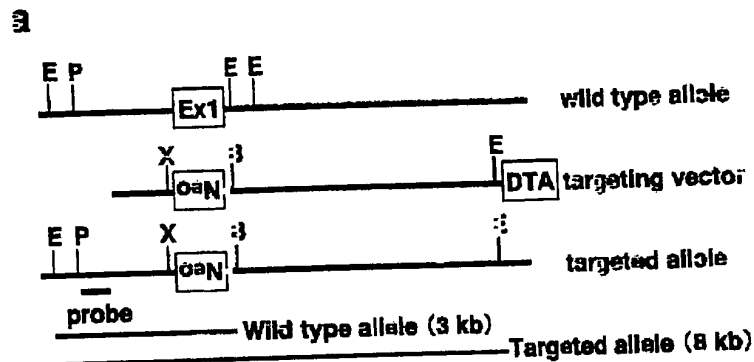 a
E P E E
Ex1
wild type allele
X E
Neo DTA targeting vector
E P X
Neo targeted allele
probe
Wild type allele (3 kb)
Targeted allele (8 kb)